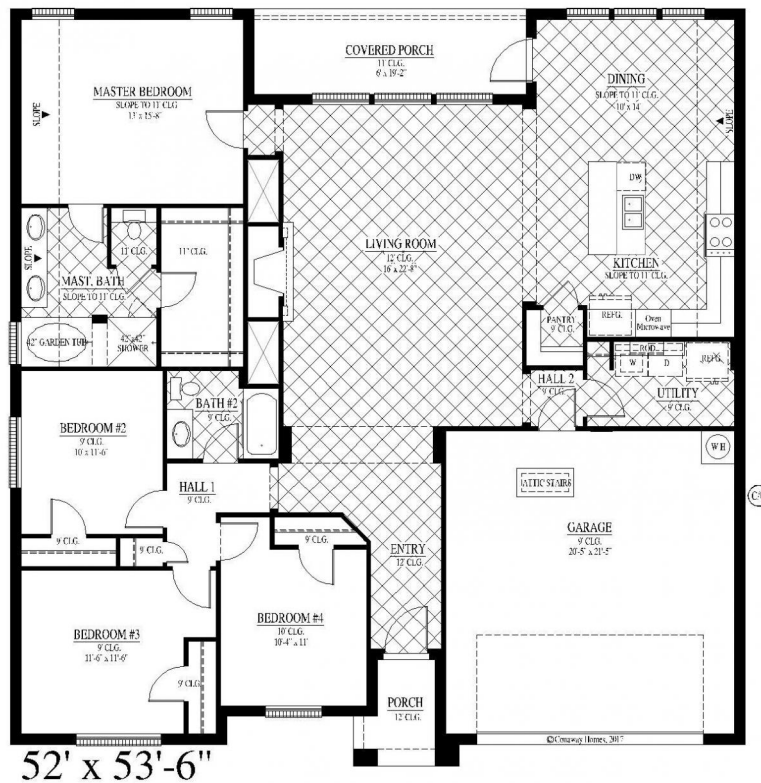 COVERED PORCH
11' CLG.
6' x 19'-2"
MASTER BEDROOM
SLOPE TO 11' CLG
13' x 15'-8"
SLOPE
DINING
SLOPE TO 11' CLG.
10' x 14'
SLOPE
DW
LIVING ROOM
12' CLG.
16' x 22'-8"
KITCHEN
SLOPE TO 11' CLG.
SLOPE
11' CLG.
11' CLG.
MAST. BATH
SLOPE TO 11' CLG.
42" GARDEN TUB
42"x42"
SHOWER
PANTRY
9' CLG.
REFG.
Oven
Microwave
ROD
W
D
REFG.
HALL 2
9' CLG.
UTILITY
9' CLG.
BATH #2
9' CLG.
BEDROOM #2
9' CLG.
10' x 11'-6"
HALL 1
9' CLG.
WH
ATTIC STAIRS
GARAGE
9' CLG.
20'-5" x 21'-5"
9' CLG.
9' CLG.
9' CLG.
ENTRY
12' CLG.
BEDROOM #3
9' CLG.
11'-6" x 11'-6"
9' CLG.
BEDROOM #4
10' CLG.
10'-4" x 11'
PORCH
12' CLG.
©Conaway Homes, 2017
52' x 53'-6"